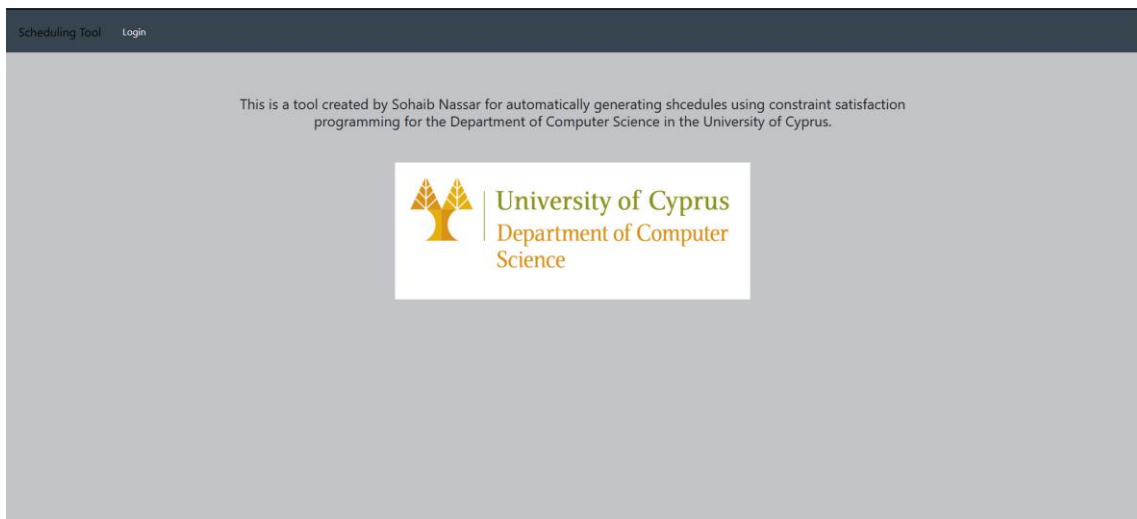 Scheduling Tool Login
This is a tool created by Sohaib Nassar for automatically generating shcedules using constraint satisfaction
programming for the Department of Computer Science in the University of Cyprus.
University of Cyprus
Department of Computer
Science